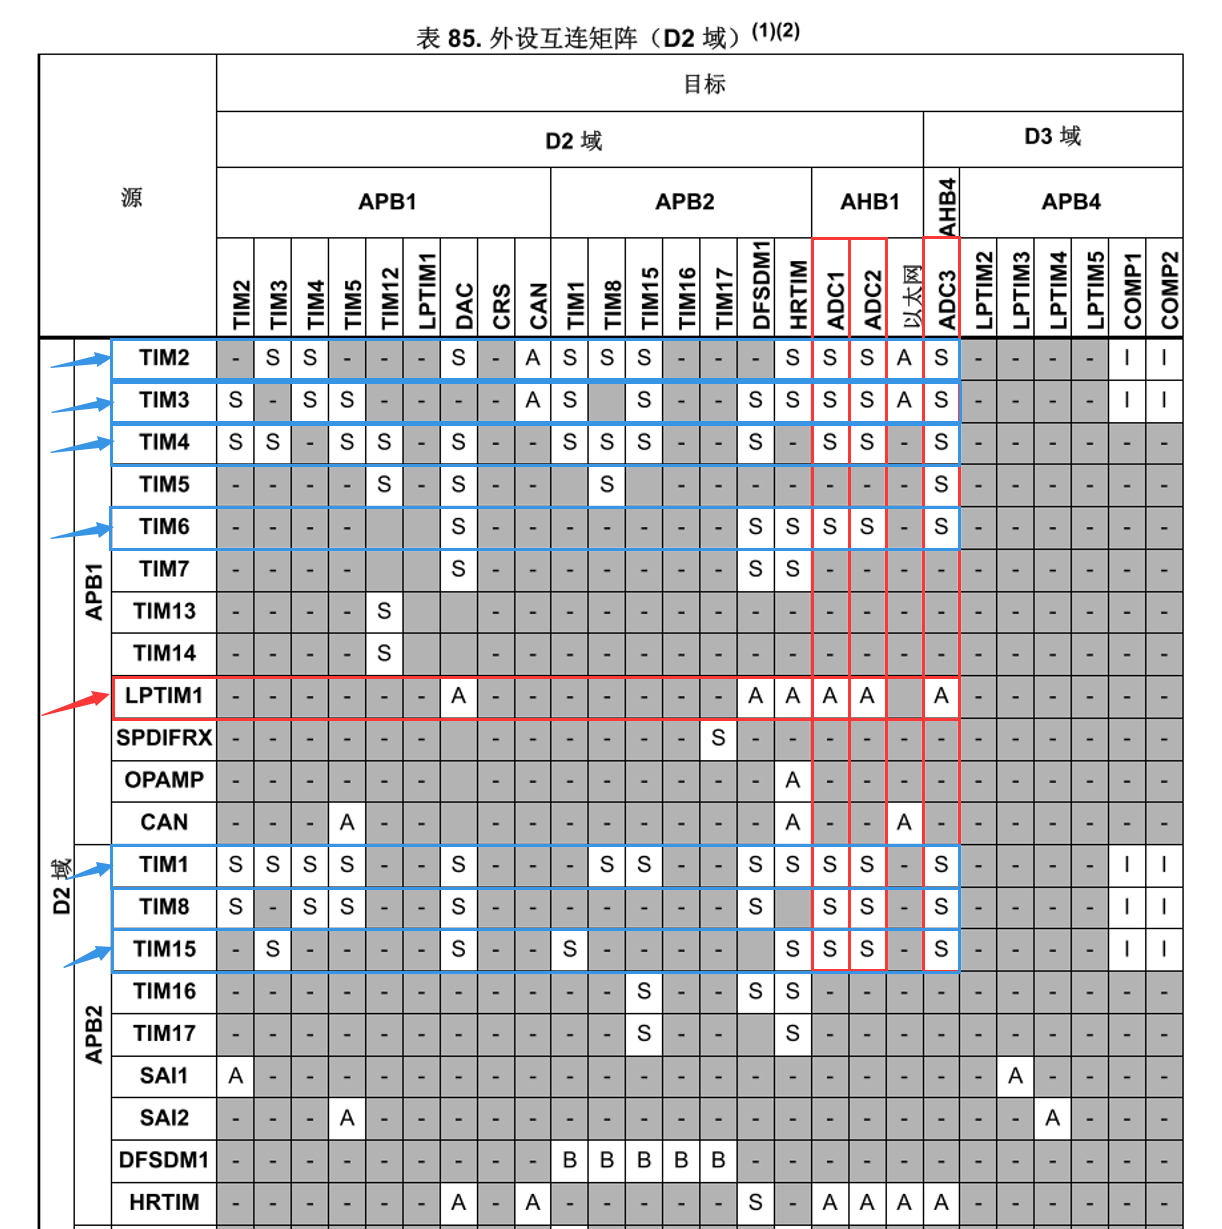 表 85. 外设互连矩阵（D2 域）(1)(2)
源
目标
D2 域 D3 域
APB1 APB2 AHB1 AHB4 APB4
TIM2 TIM3 TIM4 TIM5 TIM12 LPTIM1 DAC CRS CAN TIM1 TIM8 TIM15 TIM16 TIM17 DFSDM1 HRTIM ADC1 ADC2 以太网 ADC3 LPTIM2 LPTIM3 LPTIM4 LPTIM5 COMP1 COMP2
D2 域
APB1
TIM2 - S S - - - S - A S S S - - - S S S A S - - - - I I
TIM3 S - S S - - - - A S S - - S S S S A S - - - - I I
TIM4 S S - S S - S - - S S S - - S - S S - S - - - - - -
TIM5 - - - - S - S - - S - - - - - - - S - - - - - -
TIM6 - - - - - S - - - - - - - S S S S - S - - - - - -
TIM7 - - - - - S - - - - - - - S S - - - - - - - - - -
TIM13 - - - - S - - - - - - - - - - - - - - - - - - -
TIM14 - - - - S - - - - - - - - - - - - - - - - - - -
LPTIM1 - - - - - - A - - - - - - - A A A A A - - - - - -
SPDIFRX - - - - - - - - - - - - S - - - - - - - - - - - -
OPAMP - - - - - - - - - - - - - - A - - - - - - - - - -
CAN - - - A - - - - - - - - - - A - - A - - - - - - -
APB2
TIM1 S S S S - - S - - - S S - - S S S S - S - - - - I I
TIM8 S - S S - - S - - - - - - - S S S - S - - - - I I
TIM15 - S - - - - S - - S - - - - - S S S - S - - - - I I
TIM16 - - - - - - - - - - - S - - S S - - - - - - - - - -
TIM17 - - - - - - - - - - - S - - S - - - - - - - - - -
SAI1 A - - - - - - - - - - - - - - - - - - - - A - - - -
SAI2 - - - A - - - - - - - - - - - - - - - - - - A - - -
DFSDM1 - - - - - - - - - B B B B B - - - - - - - - - - - -
HRTIM - - - - - - A - A - - - - - S - A A A A - - - - - -